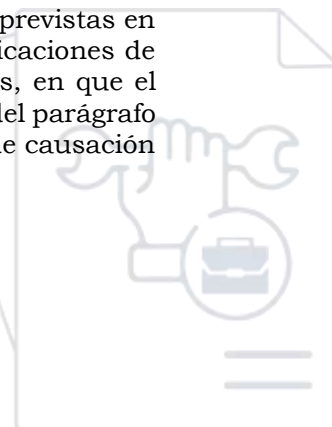 previstas en
icaciones de
s, en que el
del parágrafo
e causación